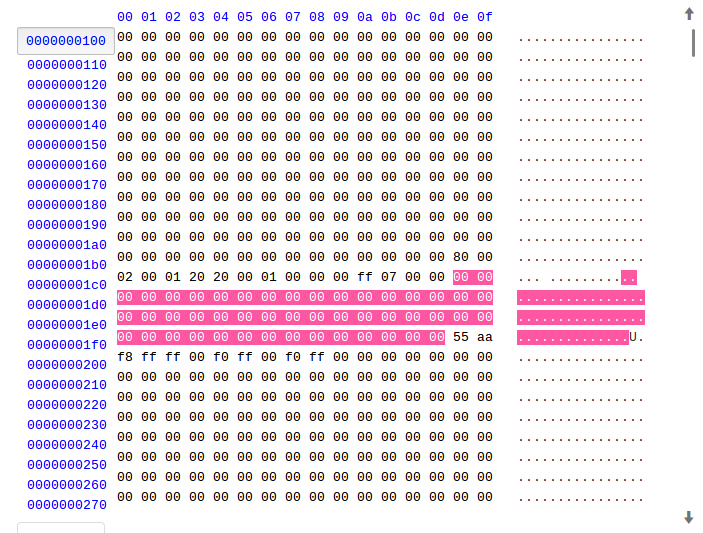 00 01 02 03 04 05 06 07 08 09 0a 0b 0c 0d 0e 0f
0000000100 00 00 00 00 00 00 00 00 00 00 00 00 00 00 00 00 ................
0000000110 00 00 00 00 00 00 00 00 00 00 00 00 00 00 00 00 ................
0000000120 00 00 00 00 00 00 00 00 00 00 00 00 00 00 00 00 ................
0000000130 00 00 00 00 00 00 00 00 00 00 00 00 00 00 00 00 ................
0000000140 00 00 00 00 00 00 00 00 00 00 00 00 00 00 00 00 ................
0000000150 00 00 00 00 00 00 00 00 00 00 00 00 00 00 00 00 ................
0000000160 00 00 00 00 00 00 00 00 00 00 00 00 00 00 00 00 ................
0000000170 00 00 00 00 00 00 00 00 00 00 00 00 00 00 00 00 ................
0000000180 00 00 00 00 00 00 00 00 00 00 00 00 00 00 00 00 ................
0000000190 00 00 00 00 00 00 00 00 00 00 00 00 00 00 00 00 ................
00000001a0 00 00 00 00 00 00 00 00 00 00 00 00 00 00 00 00 ................
00000001b0 00 00 00 00 00 00 00 00 00 00 00 00 00 00 80 00 ................
00000001c0 02 00 01 20 20 00 01 00 00 00 ff 07 00 00 00 00 ... ...........
00000001d0 00 00 00 00 00 00 00 00 00 00 00 00 00 00 00 00 ................
00000001e0 00 00 00 00 00 00 00 00 00 00 00 00 00 00 00 00 ................
00000001f0 00 00 00 00 00 00 00 00 00 00 00 00 00 00 55 aa ..............U.
0000000200 f8 ff ff 00 f0 ff 00 f0 ff 00 00 00 00 00 00 00 ................
0000000210 00 00 00 00 00 00 00 00 00 00 00 00 00 00 00 00 ................
0000000220 00 00 00 00 00 00 00 00 00 00 00 00 00 00 00 00 ................
0000000230 00 00 00 00 00 00 00 00 00 00 00 00 00 00 00 00 ................
0000000240 00 00 00 00 00 00 00 00 00 00 00 00 00 00 00 00 ................
0000000250 00 00 00 00 00 00 00 00 00 00 00 00 00 00 00 00 ................
0000000260 00 00 00 00 00 00 00 00 00 00 00 00 00 00 00 00 ................
0000000270 00 00 00 00 00 00 00 00 00 00 00 00 00 00 00 00 ................